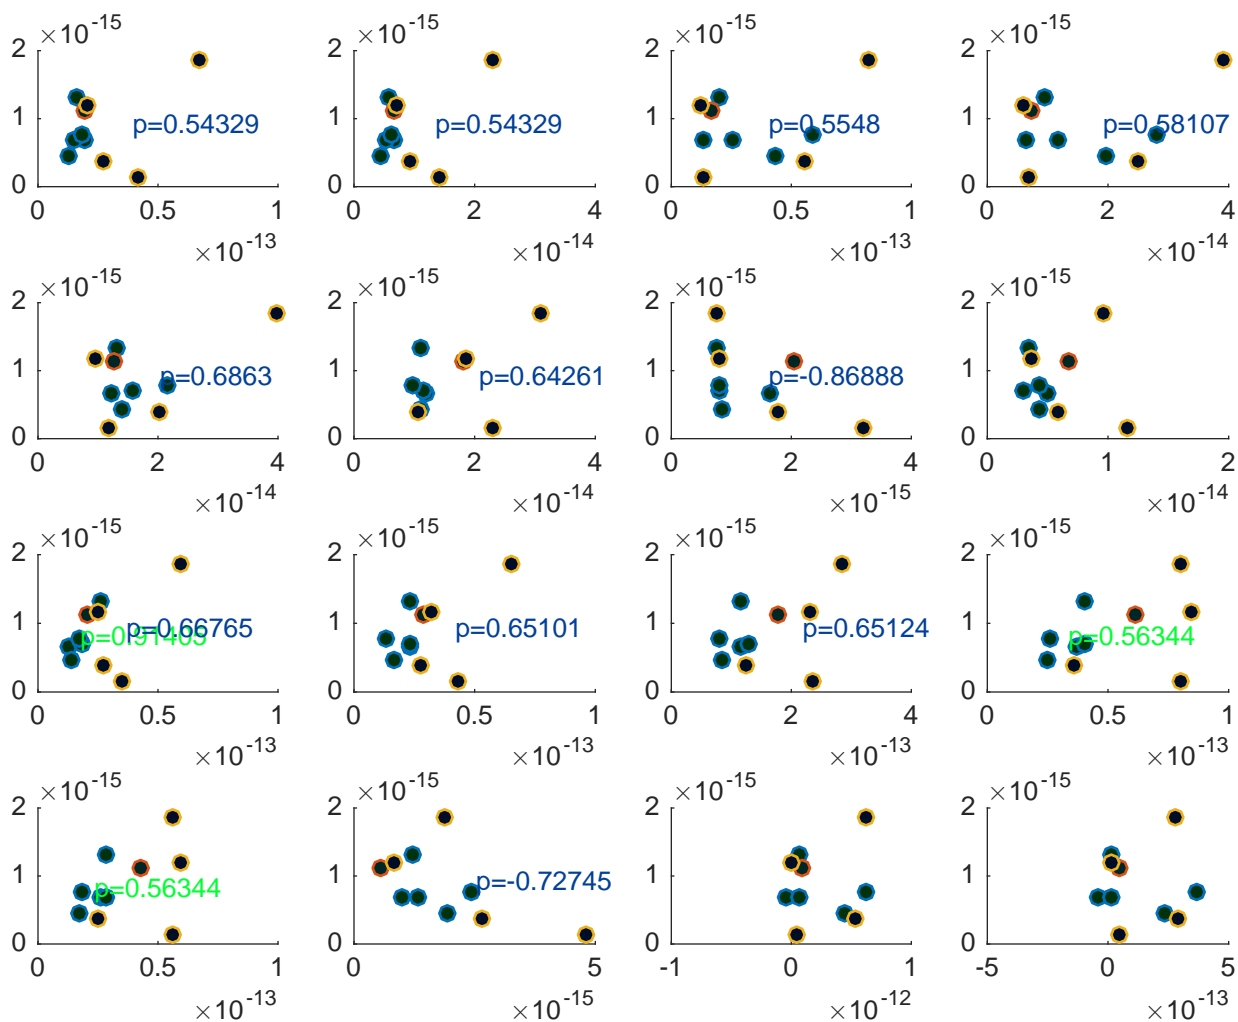 ×10-15 ×10-15 ×10-15 ×10-15
2 2 2 2
1 1 1 1
p=0.54329 p=0.54329 p=0.5548 p=0.58107
0 0 0 0
0 0.5 1 0 2 4 0 0.5 1 0 2 4
×10-13 ×10-14 ×10-13 ×10-14
×10-15 ×10-15 ×10-15 ×10-15
2 2 2 2
1 1 1 1
p=0.6863 p=0.64261 p=-0.86888
0 0 0 0
0 2 4 0 2 4 0 2 4 0 1 2
×10-14 ×10-14 ×10-15 ×10-14
×10-15 ×10-15 ×10-15 ×10-15
2 2 2 2
1 1 1 1
p=0.66765 p=0.65101 p=0.65124 p=0.56344
0 0 0 0
0 0.5 1 0 0.5 1 0 2 4 0 0.5 1
×10-13 ×10-13 ×10-13 ×10-13
×10-15 ×10-15 ×10-15 ×10-15
2 2 2 2
1 1 1 1
p=0.56344 p=-0.72745
0 0 0 0
0 0.5 1 0 5 -1 0 1 -5 0 5
×10-13 ×10-15 ×10-12 ×10-13